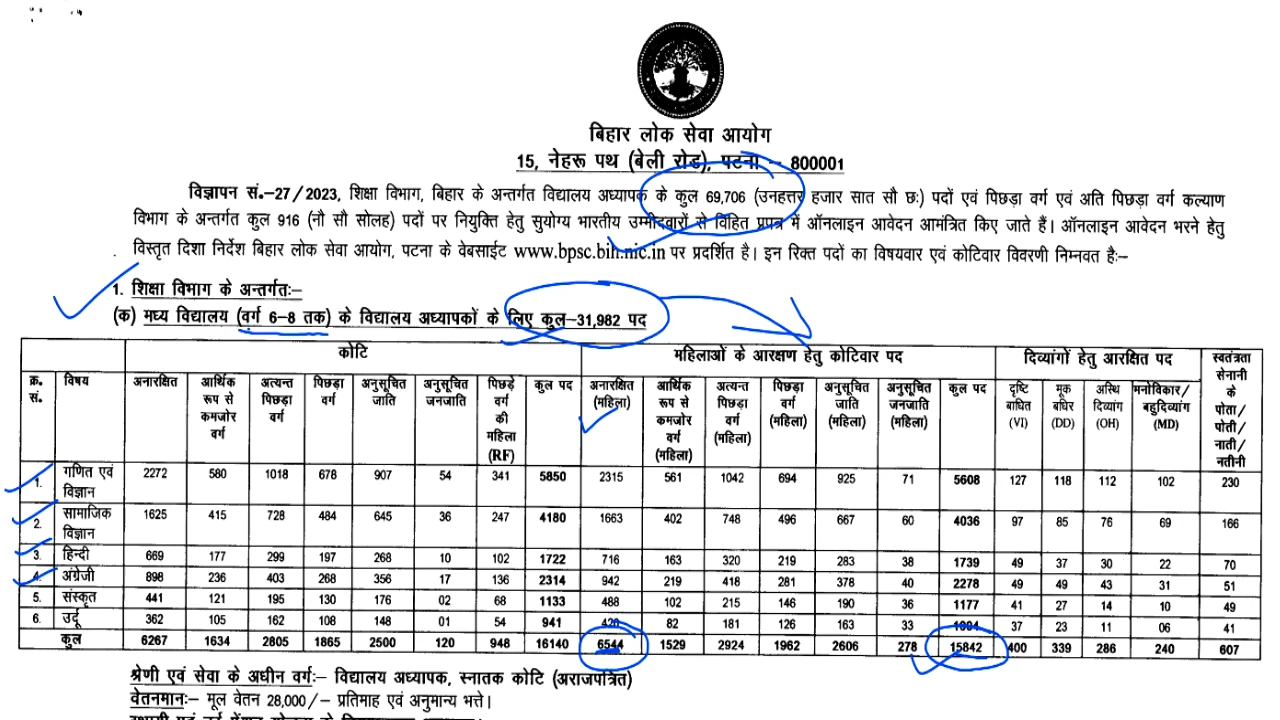 बिहार लोक सेवा आयोग
15, नेहरू पथ (बेली रोड), पटना – 800001
विज्ञापन सं.–27/2023, शिक्षा विभाग, बिहार के अन्तर्गत विद्यालय अध्यापक के कुल 69,706 (उनहत्तर हजार सात सौ छः) पदों एवं पिछड़ा वर्ग एवं अति पिछड़ा वर्ग कल्याण
विभाग के अन्तर्गत कुल 916 (नौ सौ सोलह) पदों पर नियुक्ति हेतु सुयोग्य भारतीय उम्मीदवारों से विहित प्रपत्र में ऑनलाइन आवेदन आमंत्रित किए जाते हैं। ऑनलाइन आवेदन भरने हेतु
विस्तृत दिशा निर्देश बिहार लोक सेवा आयोग, पटना के वेबसाईट www.bpsc.bih.nic.in पर प्रदर्शित है। इन रिक्त पदों का विषयवार एवं कोटिवार विवरणी निम्नवत है:–
1. शिक्षा विभाग के अन्तर्गतः–
(क) मध्य विद्यालय (वर्ग 6–8 तक) के विद्यालय अध्यापकों के लिए कुल–31,982 पद
कोटि महिलाओं के आरक्षण हेतु कोटिवार पद दिव्यांगों हेतु आरक्षित पद स्वतंत्रता सेनानी के पोता/ पोती/ नाती/ नतीनी
क्र. सं. विषय अनारक्षित आर्थिक रूप से कमजोर वर्ग अत्यन्त पिछड़ा वर्ग पिछड़ा वर्ग अनुसूचित जाति अनुसूचित जनजाति पिछड़े वर्ग की महिला (RF) कुल पद अनारक्षित (महिला) आर्थिक रूप से कमजोर वर्ग (महिला) अत्यन्त पिछड़ा वर्ग (महिला) पिछड़ा वर्ग (महिला) अनुसूचित जाति (महिला) अनुसूचित जनजाति (महिला) कुल पद दृष्टि बाधित (VI) मूक बधिर (DD) अस्थि दिव्यांग (OH) मनोविकार/ बहुदिव्यांग (MD)
1. गणित एवं विज्ञान 2272 580 1018 678 907 54 341 5850 2315 561 1042 694 925 71 5608 127 118 112 102 230
2. सामाजिक विज्ञान 1625 415 728 484 645 36 247 4180 1663 402 748 496 667 60 4036 97 85 76 69 166
3. हिन्दी 669 177 299 197 268 10 102 1722 716 163 320 219 283 38 1739 49 37 30 22 70
4. अंग्रेजी 898 236 403 268 356 17 136 2314 942 219 418 281 378 40 2278 49 49 43 31 51
5. संस्कृत 441 121 195 130 176 02 68 1133 488 102 215 146 190 36 1177 41 27 14 10 49
6. उर्दू 362 105 162 108 148 01 54 941 420 82 181 126 163 33 1004 37 23 11 06 41
कुल 6267 1634 2805 1865 2500 120 948 16140 6544 1529 2924 1962 2606 278 15842 400 339 286 240 607
श्रेणी एवं सेवा के अधीन वर्गः– विद्यालय अध्यापक, स्नातक कोटि (अराजपत्रित)
वेतनमानः– मूल वेतन 28,000/– प्रतिमाह एवं अनुमान्य भत्ते।